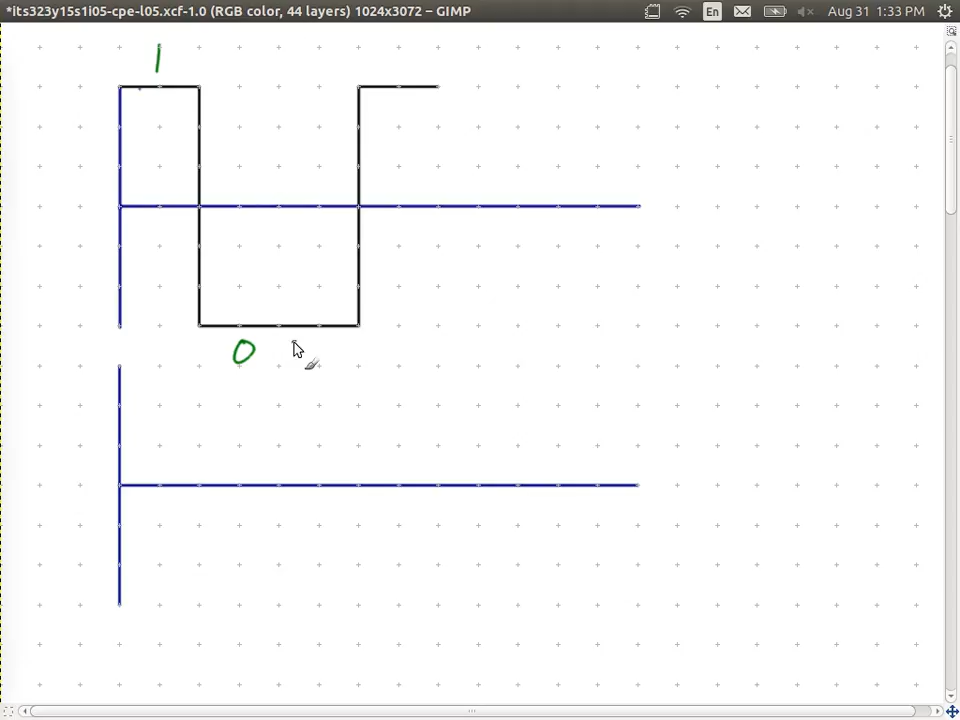 *its323y15s1i05-cpe-l05.xcf-1.0 (RGB color, 44 layers) 1024x3072 – GIMP En Aug 31 1:33 PM
1
0